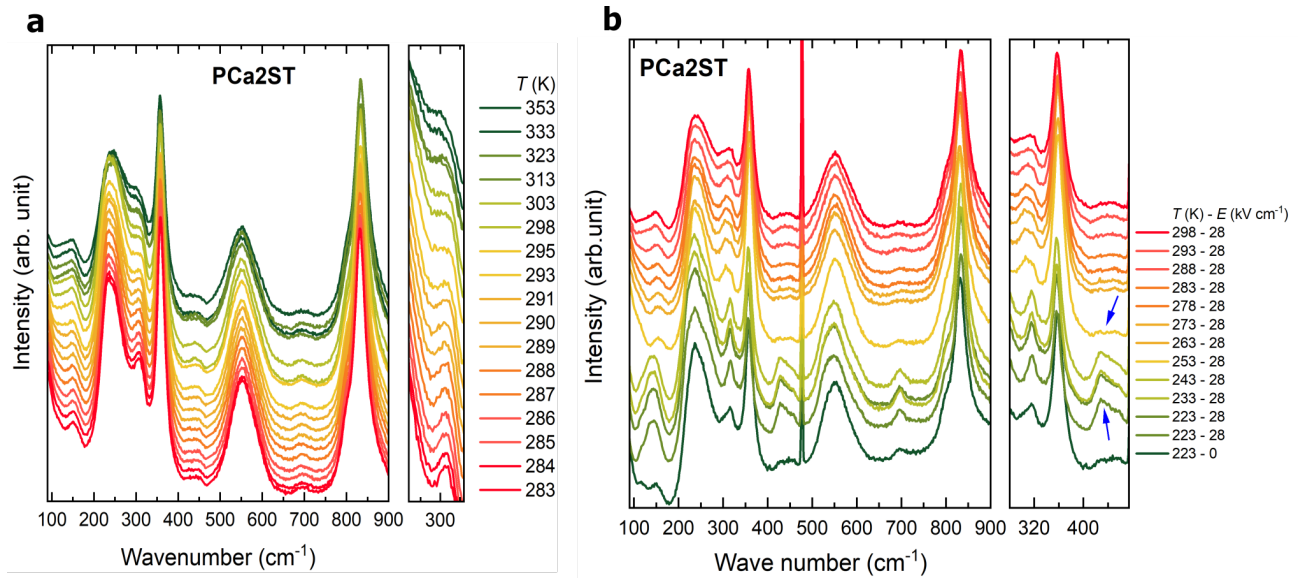 a
PCa2ST
T (K)
353
333
323
313
303
298
295
293
291
290
289
288
287
286
285
284
283
Intensity (arb. unit)
100 200 300 400 500 600 700 800 900
300
Wavenumber (cm-1)
b
PCa2ST
T (K) - E (kV cm-1)
298 - 28
293 - 28
288 - 28
283 - 28
278 - 28
273 - 28
263 - 28
253 - 28
243 - 28
233 - 28
223 - 28
223 - 28
223 - 0
Intensity (arb.unit)
100 200 300 400 500 600 700 800 900
320 400
Wave number (cm-1)